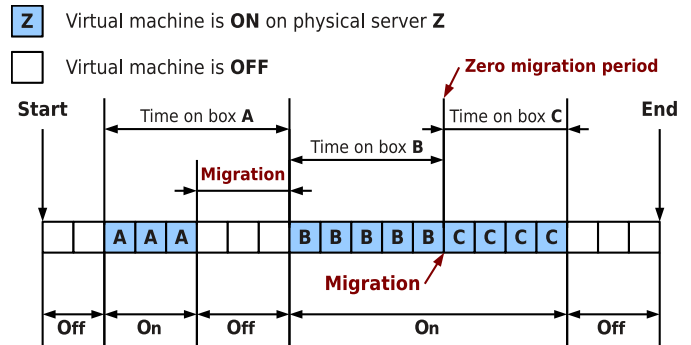 Z Virtual machine is ON on physical server Z
Virtual machine is OFF
Zero migration period
Start
Time on box A
Time on box C
End
Time on box B
Migration
A A A B B B B B C C C C
Migration
Off On Off On Off